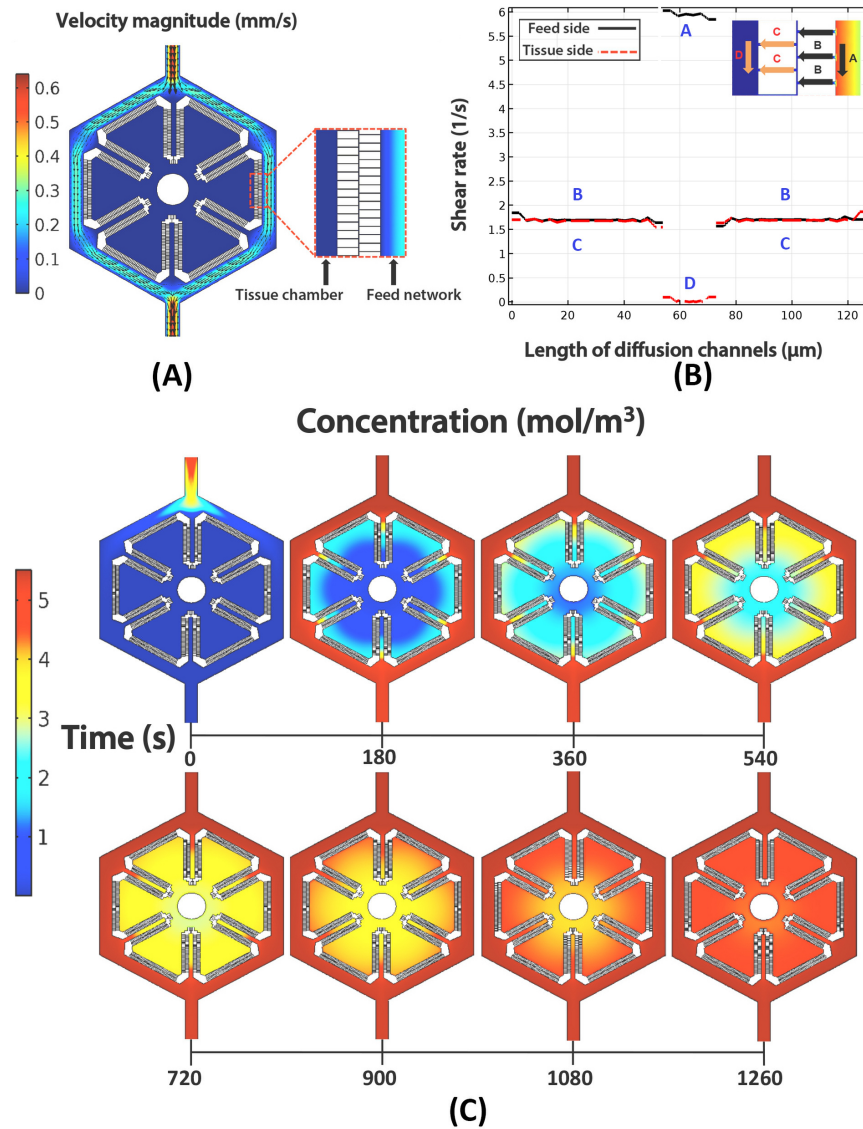 Velocity magnitude (mm/s)
0.6
0.5
0.4
0.3
0.2
0.1
0
Tissue chamber
Feed network
(A)
Shear rate (1/s)
6
5.5
5
4.5
4
3.5
3
2.5
2
1.5
1
0.5
0
Feed side
Tissue side
A
B
B
C
C
D
D
C
C
B
B
A
0
20
40
60
80
100
120
Length of diffusion channels (µm)
(B)
Concentration (mol/m³)
5
4
3
2
1
Time (s)
0
180
360
540
720
900
1080
1260
(C)